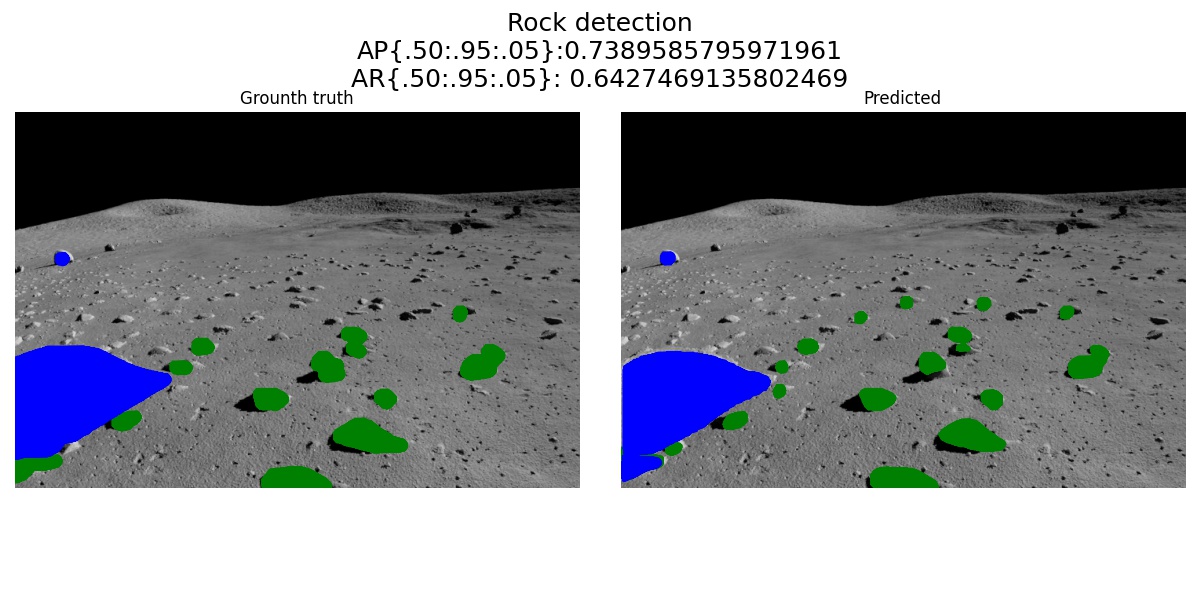 Rock detection
AP{.50:.95:.05}:0.7389585795971961
AR{.50:.95:.05}: 0.6427469135802469
Grounth truth
Predicted